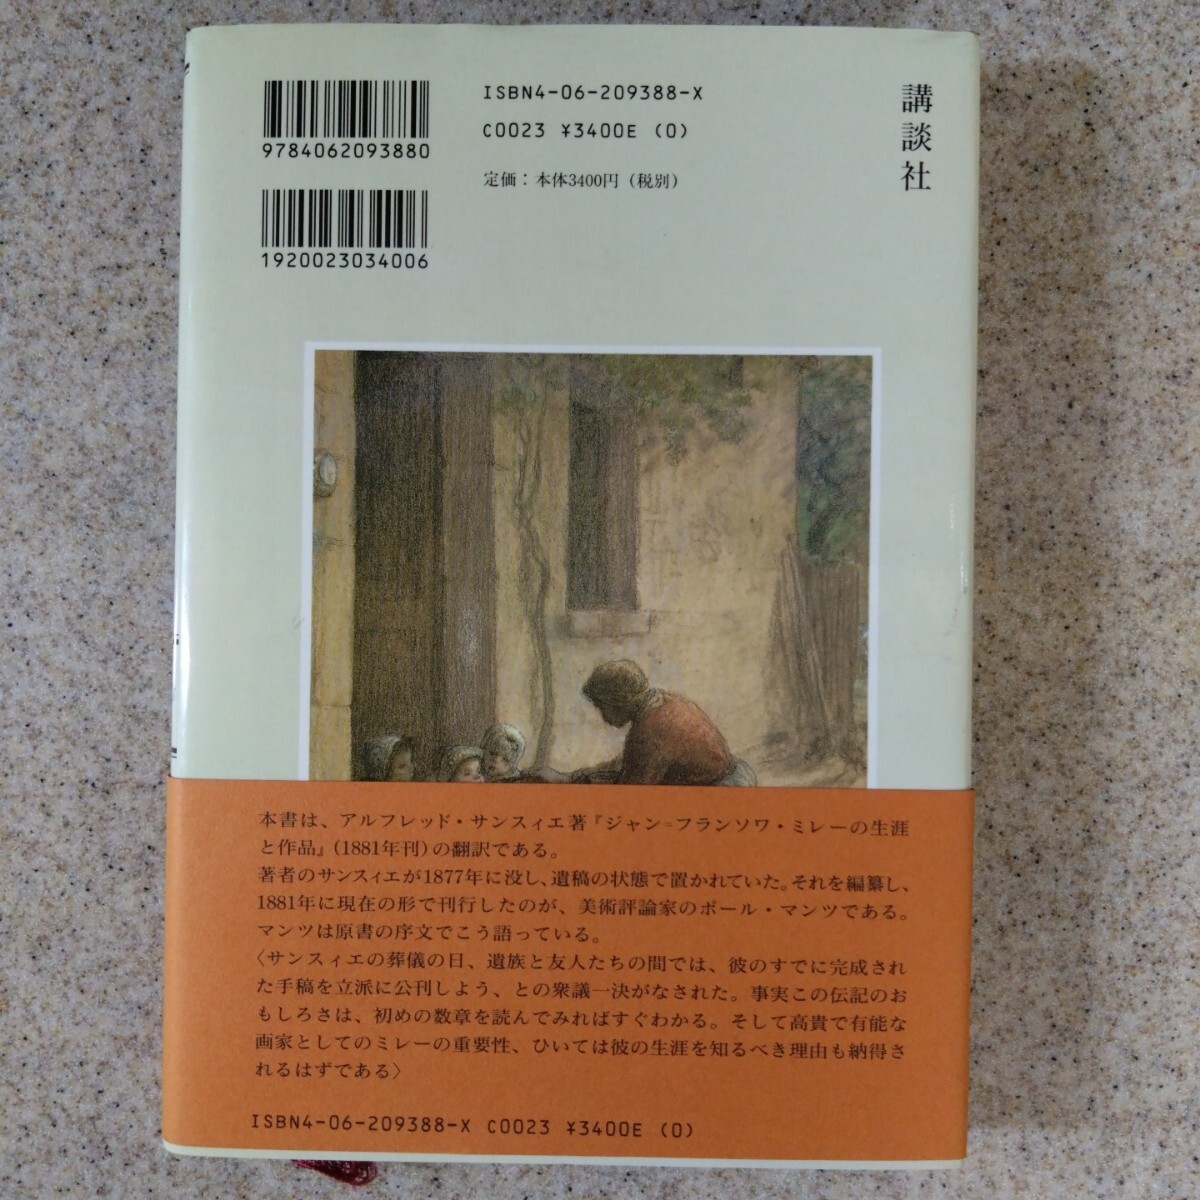 ISBN4-06-209388-X
C0023 ¥3400E (0)
定価：本体3400円（税別）
9784062093880
1920023034006
講談社
本書は、アルフレッド・サンスィエ著『ジャン=フランソワ・ミレーの生涯
と作品』(1881年刊)の翻訳である。
著者のサンスィエが1877年に没し、遺稿の状態で置かれていた。それを編纂し、
1881年に現在の形で刊行したのが、美術評論家のポール・マンツである。
マンツは原書の序文でこう語っている。
〈サンスィエの葬儀の日、遺族と友人たちの間では、彼のすでに完成され
た手稿を立派に公刊しよう、との衆議一決がなされた。事実この伝記のお
もしろさは、初めの数章を読んでみればすぐわかる。そして高貴で有能な
画家としてのミレーの重要性、ひいては彼の生涯を知るべき理由も納得さ
れるはずである〉
ISBN4-06-209388-X C0023 ¥3400E (0)